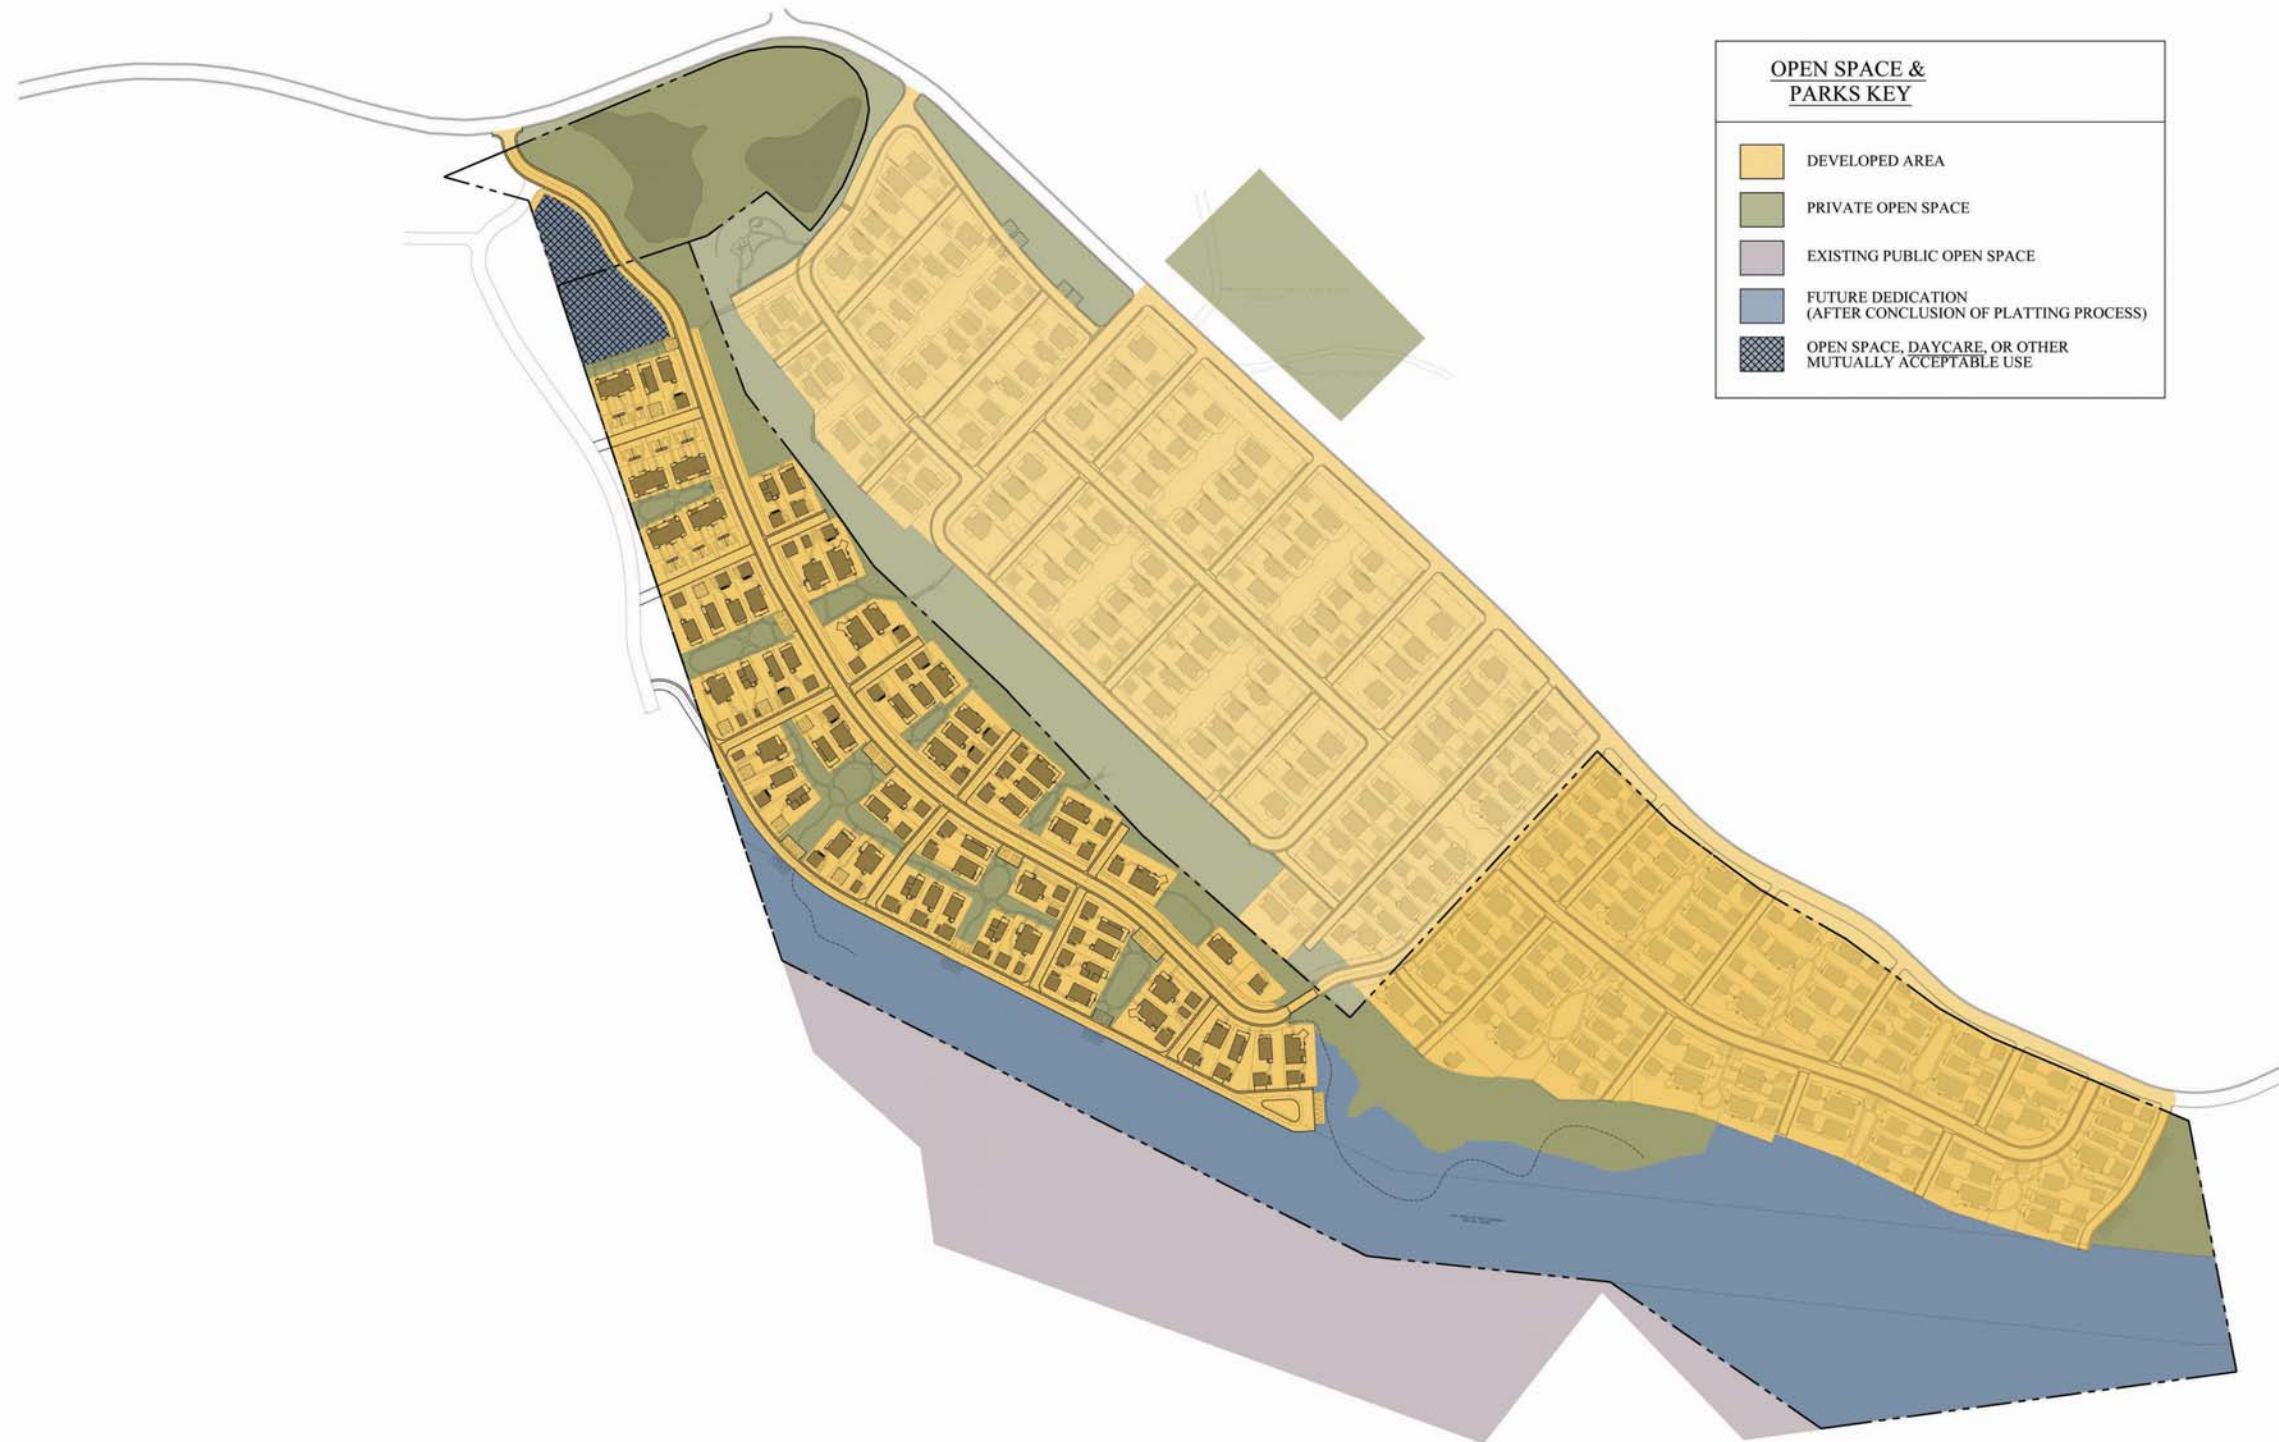 OPEN SPACE &
PARKS KEY
DEVELOPED AREA
PRIVATE OPEN SPACE
EXISTING PUBLIC OPEN SPACE
FUTURE DEDICATION
(AFTER CONCLUSION OF PLATTING PROCESS)
OPEN SPACE, DAYCARE, OR OTHER
MUTUALLY ACCEPTABLE USE